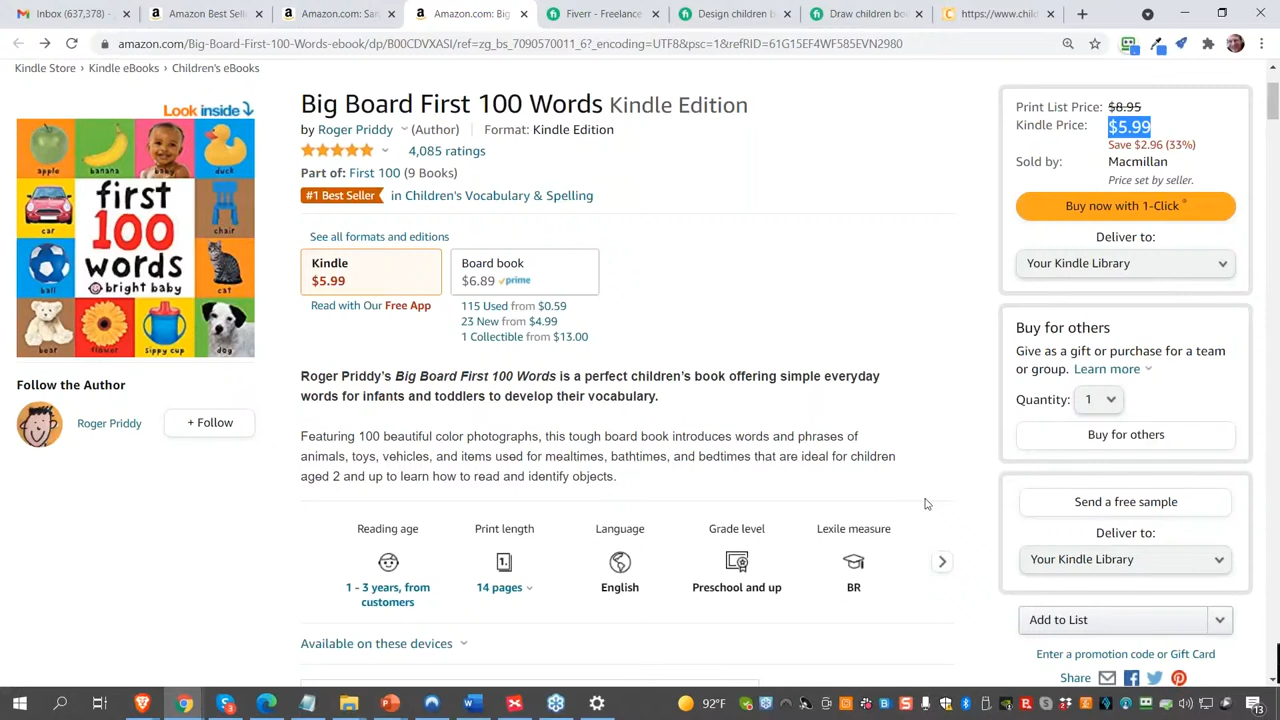 Inbox (637,378) -
Amazon Best Sell
Amazon.com: San
Amazon.com: Big
Fiverr - Freelance
Design children b
Draw children bo
https://www.child
amazon.com/Big-Board-First-100-Words-ebook/dp/B00CDVXASI/ref=zg_bs_7090570011_6?_encoding=UTF8&psc=1&refRID=61G15EF4WF585EVN2980
Kindle Store › Kindle eBooks › Children's eBooks
Look inside
apple
banana
baby
duck
car
first
100
words
bright baby
chair
ball
cat
bear
flower
sippy cup
dog
Follow the Author
Roger Priddy
+ Follow
Big Board First 100 Words Kindle Edition
by Roger Priddy (Author) | Format: Kindle Edition
4,085 ratings
Part of: First 100 (9 Books)
#1 Best Seller in Children's Vocabulary & Spelling
See all formats and editions
Kindle
$5.99
Read with Our Free App
Board book
$6.89 prime
115 Used from $0.59
23 New from $4.99
1 Collectible from $13.00
Roger Priddy's Big Board First 100 Words is a perfect children's book offering simple everyday
words for infants and toddlers to develop their vocabulary.
Featuring 100 beautiful color photographs, this tough board book introduces words and phrases of
animals, toys, vehicles, and items used for mealtimes, bathtimes, and bedtimes that are ideal for children
aged 2 and up to learn how to read and identify objects.
Reading age
1 - 3 years, from
customers
Print length
14 pages
Language
English
Grade level
Preschool and up
Lexile measure
BR
Available on these devices
Print List Price: $8.95
Kindle Price: $5.99
Save $2.96 (33%)
Sold by: Macmillan
Price set by seller.
Buy now with 1-Click ®
Deliver to:
Your Kindle Library
Buy for others
Give as a gift or purchase for a team
or group. Learn more
Quantity: 1
Buy for others
Send a free sample
Deliver to:
Your Kindle Library
Add to List
Enter a promotion code or Gift Card
Share
92°F
13